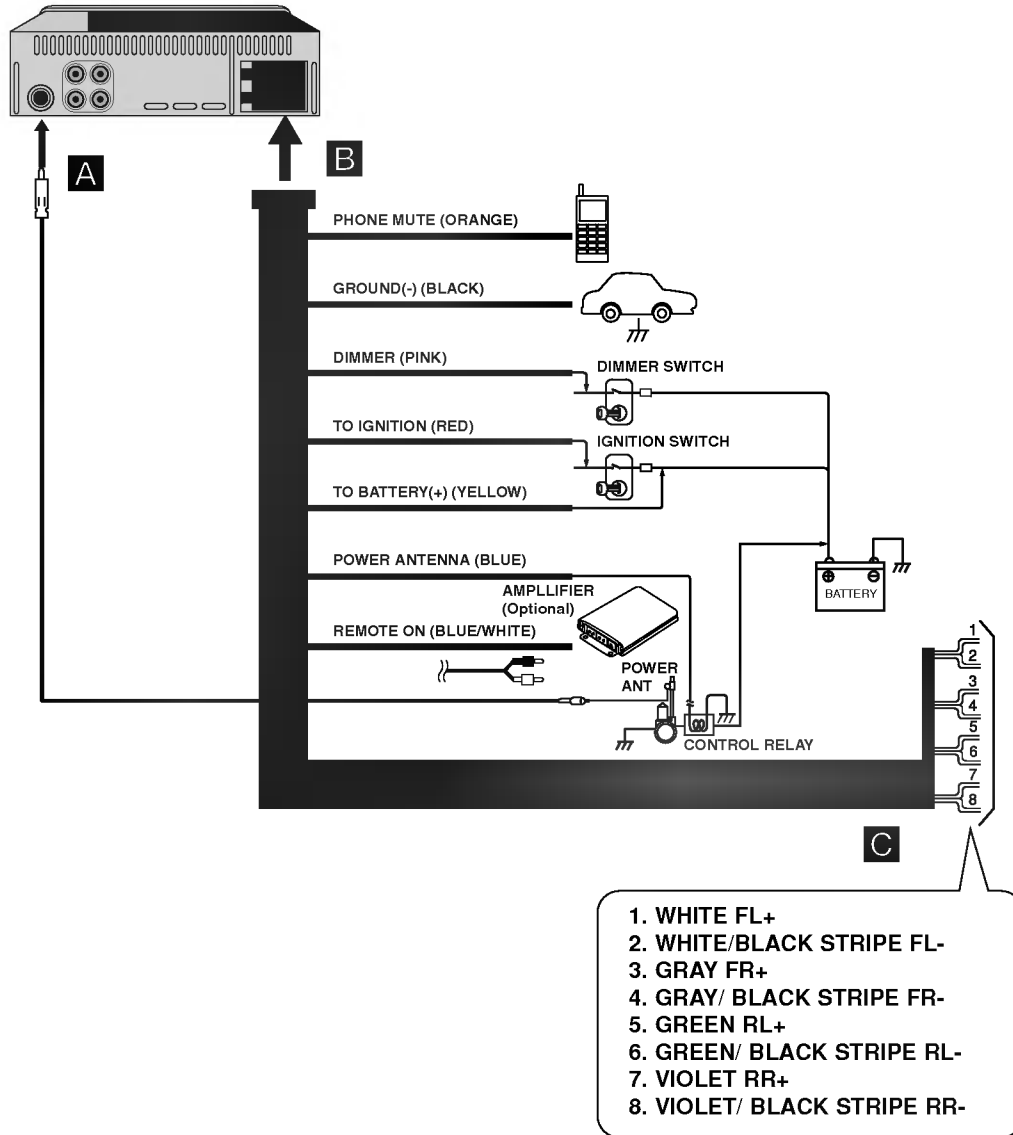 A
B
PHONE MUTE (ORANGE)
GROUND(-) (BLACK)
DIMMER (PINK)
DIMMER SWITCH
TO IGNITION (RED)
IGNITION SWITCH
TO BATTERY(+) (YELLOW)
POWER ANTENNA (BLUE)
BATTERY
AMPLLIFIER
(Optional)
REMOTE ON (BLUE/WHITE)
POWER
ANT
CONTROL RELAY
1
2
3
4
5
6
7
8
C
1. WHITE FL+
2. WHITE/BLACK STRIPE FL-
3. GRAY FR+
4. GRAY/ BLACK STRIPE FR-
5. GREEN RL+
6. GREEN/ BLACK STRIPE RL-
7. VIOLET RR+
8. VIOLET/ BLACK STRIPE RR-